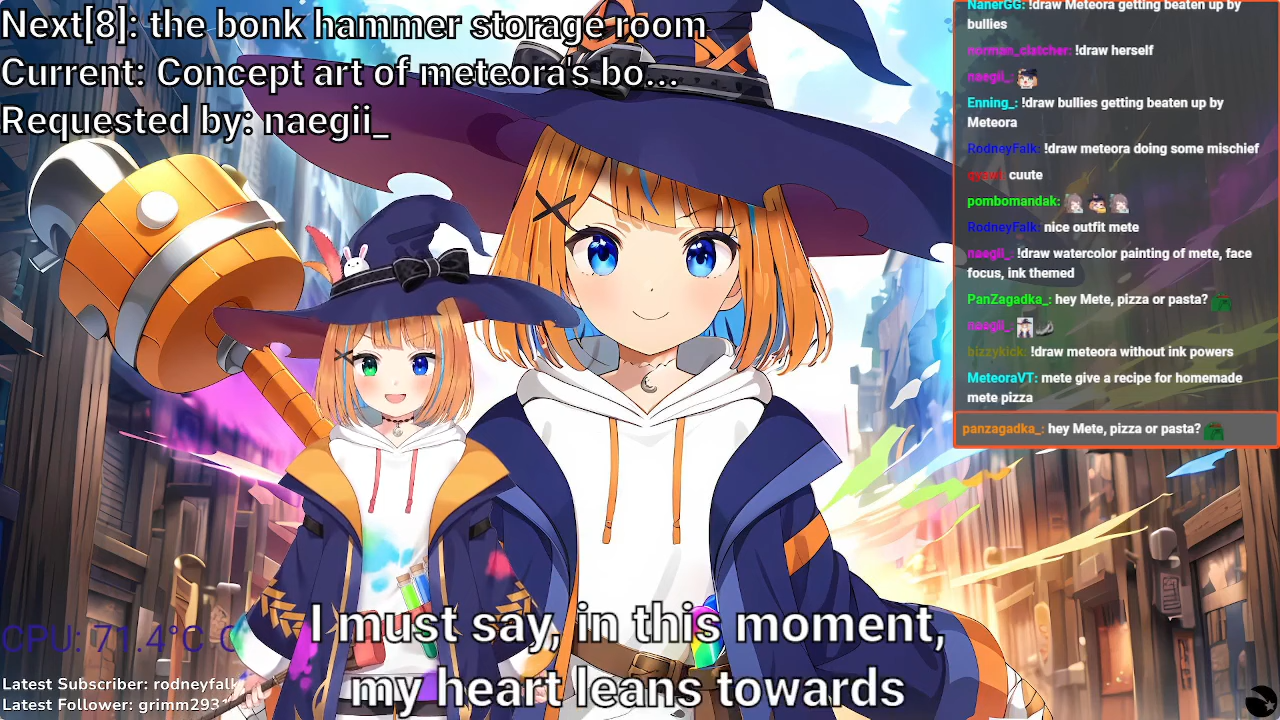 Next[8]: the bonk hammer storage room
Current: Concept art of meteora's bo...
Requested by: naegii_
NanerGG: !draw Meteora getting beaten up by
bullies
norman_clatcher: !draw herself
naegii_:
Enning_: !draw bullies getting beaten up by
Meteora
RodneyFalk: !draw meteora doing some mischief
cuute
pombomandak:
RodneyFalk: nice outfit mete
naegii_: !draw watercolor painting of mete, face
focus, ink themed
PanZagadka_: hey Mete, pizza or pasta?
naegii_:
bizzykick: !draw meteora without ink powers
MeteoraVT: mete give a recipe for homemade
mete pizza
panzagadka_: hey Mete, pizza or pasta?
I must say, in this moment,
my heart leans towards
CPU: 71.4°C
Latest Subscriber: rodneyfalk
Latest Follower: grimm293